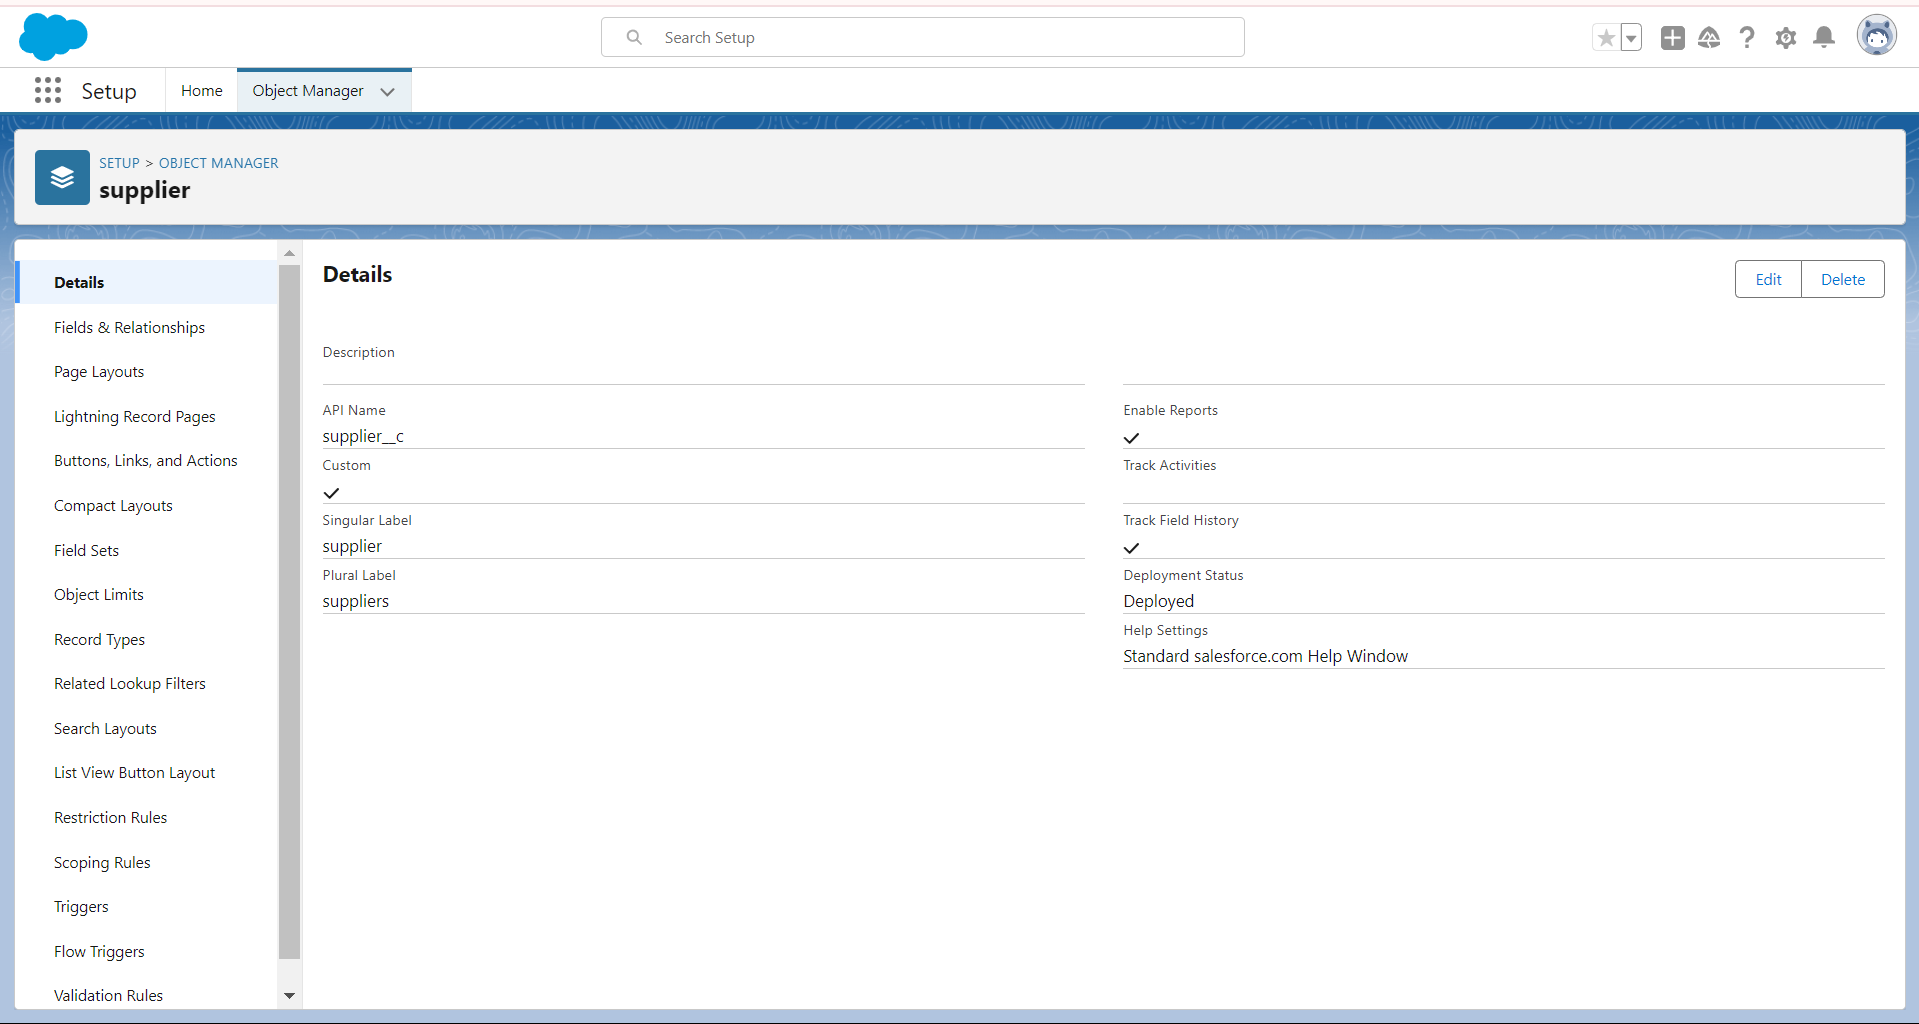 Search Setup
Setup
Home
Object Manager
SETUP > OBJECT MANAGER
supplier
Details
Fields & Relationships
Page Layouts
Lightning Record Pages
Buttons, Links, and Actions
Compact Layouts
Field Sets
Object Limits
Record Types
Related Lookup Filters
Search Layouts
List View Button Layout
Restriction Rules
Scoping Rules
Triggers
Flow Triggers
Validation Rules
Details
Edit
Delete
Description
API Name
supplier__c
Custom
Singular Label
supplier
Plural Label
suppliers
Enable Reports
Track Activities
Track Field History
Deployment Status
Deployed
Help Settings
Standard salesforce.com Help Window